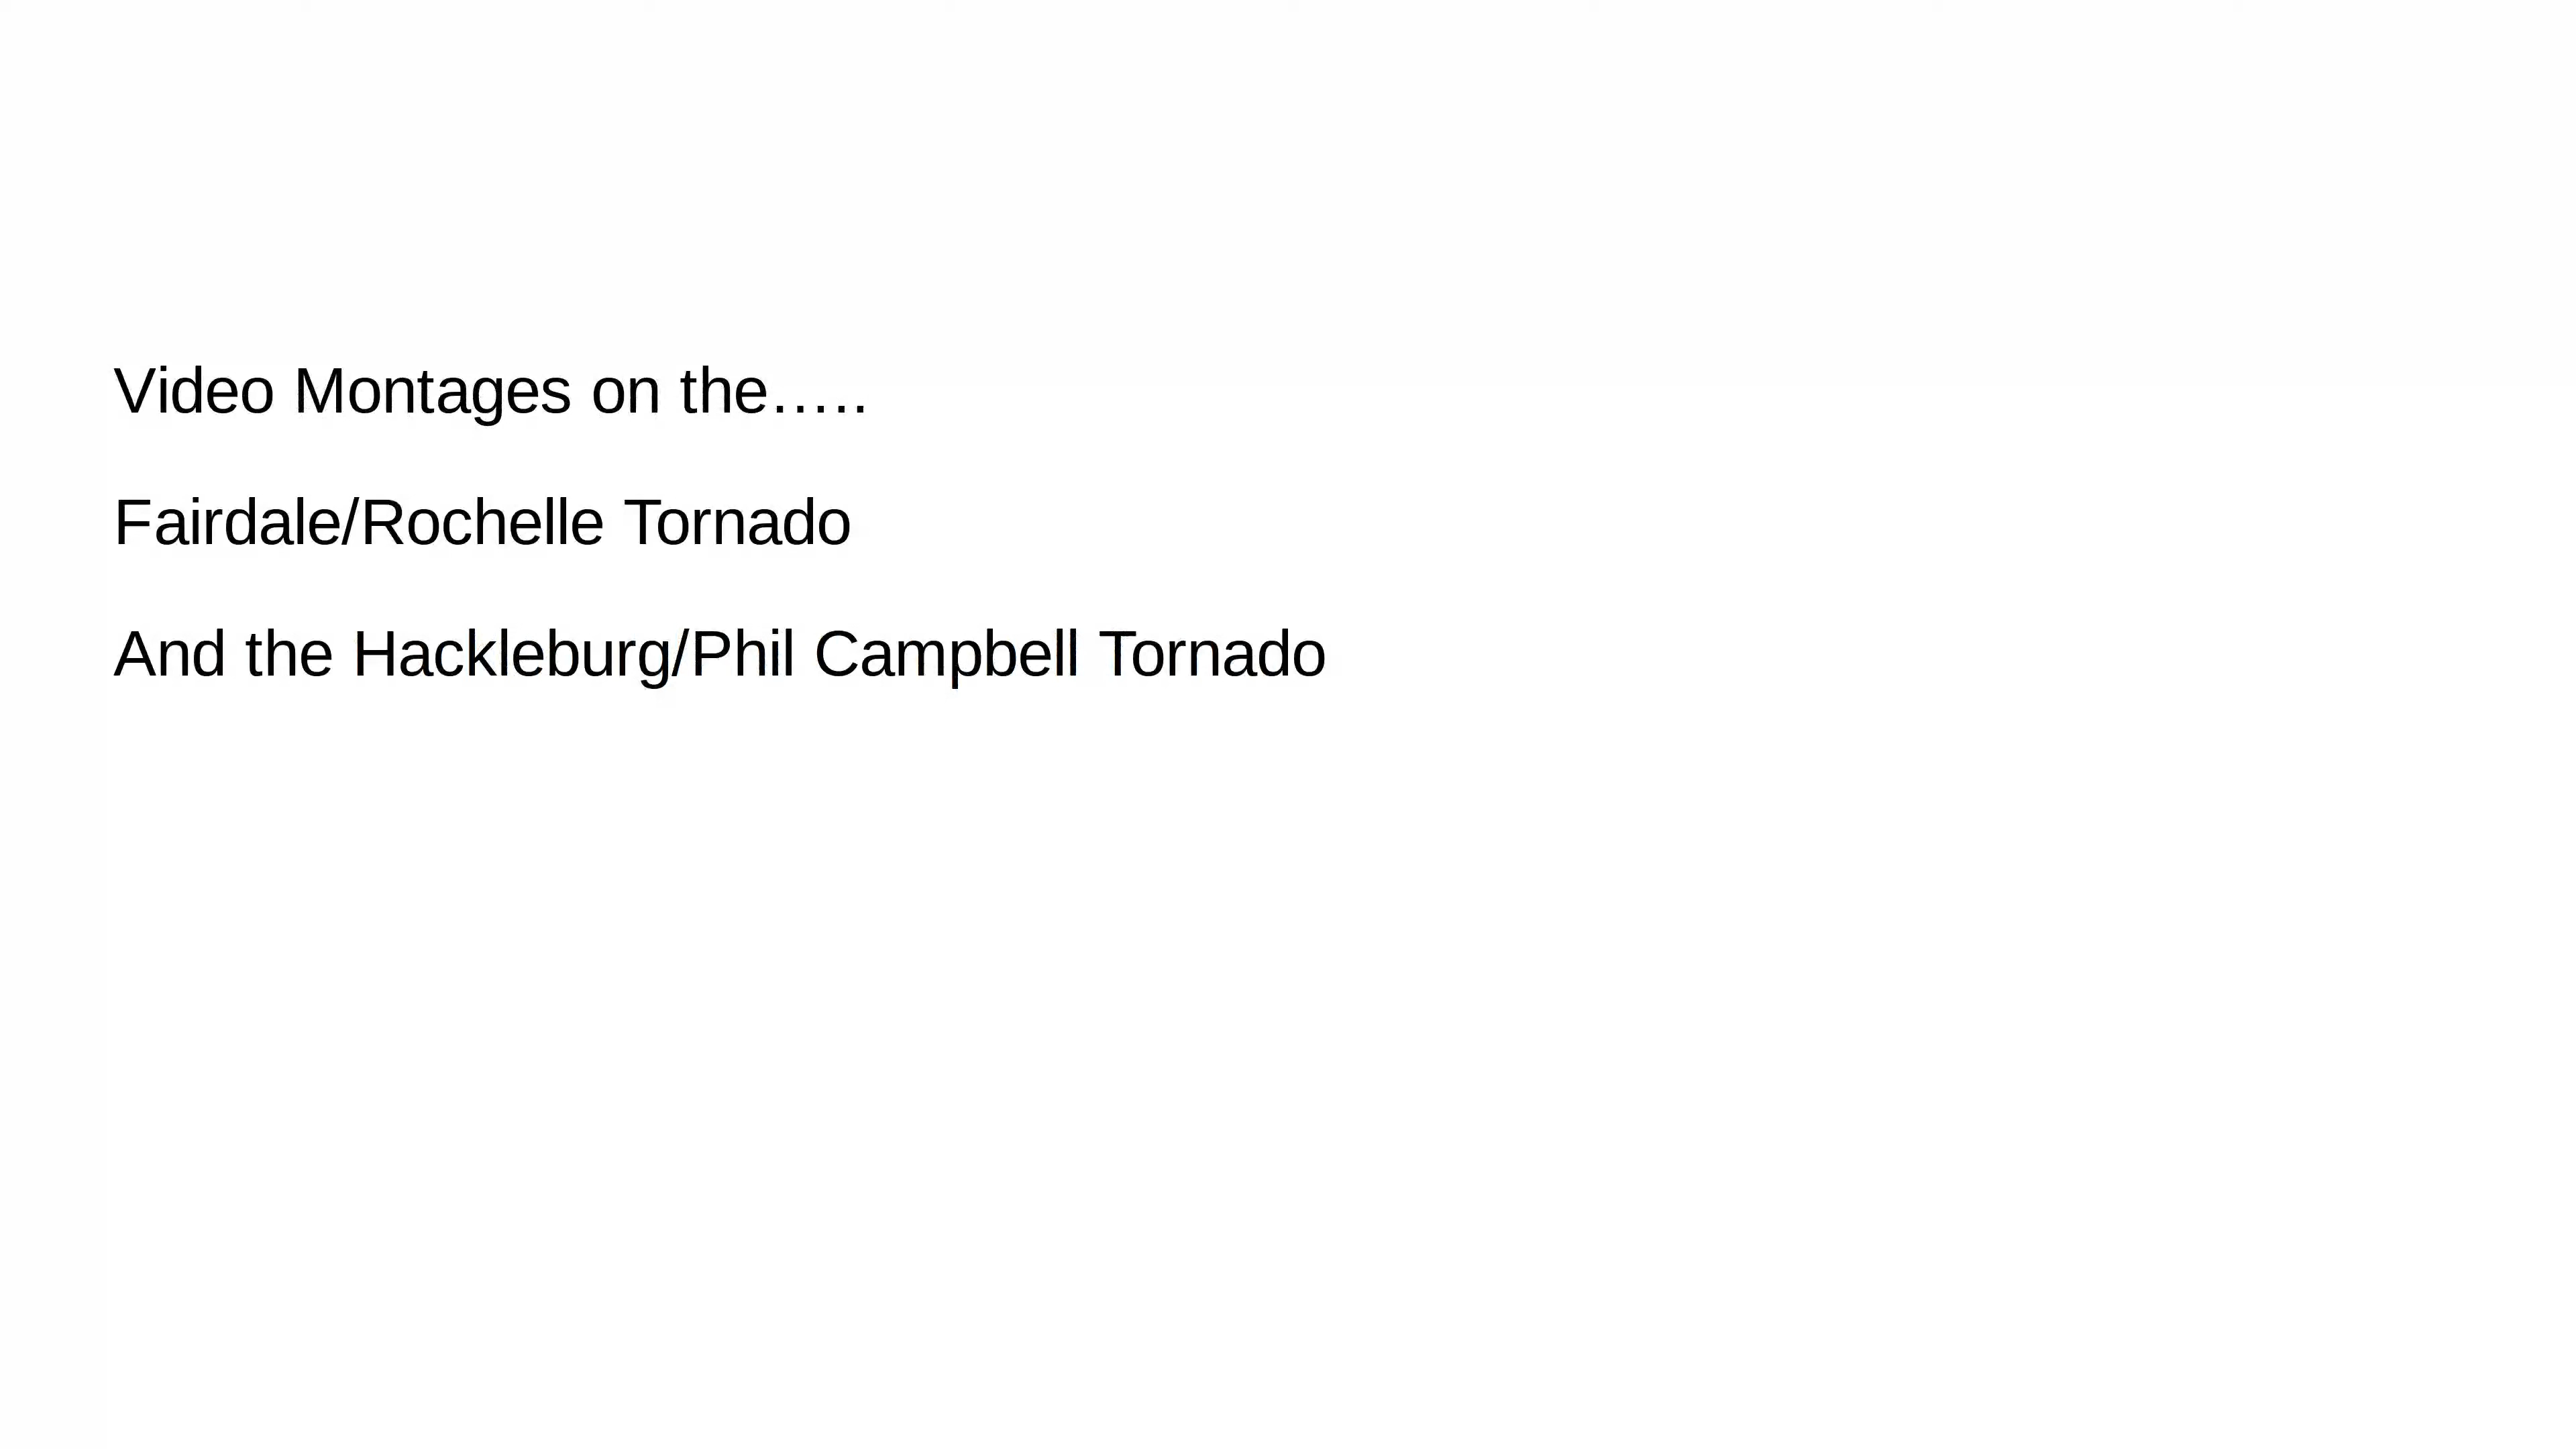 Video Montages on the…..
Fairdale/Rochelle Tornado
And the Hackleburg/Phil Campbell Tornado